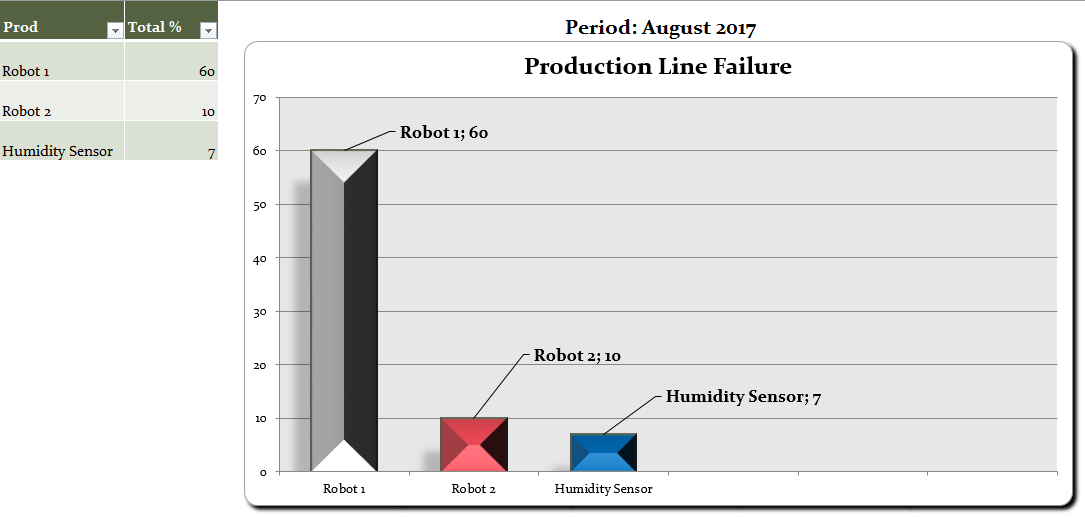 Prod Total %
Robot 1 60
Robot 2 10
Humidity Sensor 7
Period: August 2017
Production Line Failure
70
60
50
40
30
20
10
0
Robot 1; 60
Robot 2; 10
Humidity Sensor; 7
Robot 1 Robot 2 Humidity Sensor